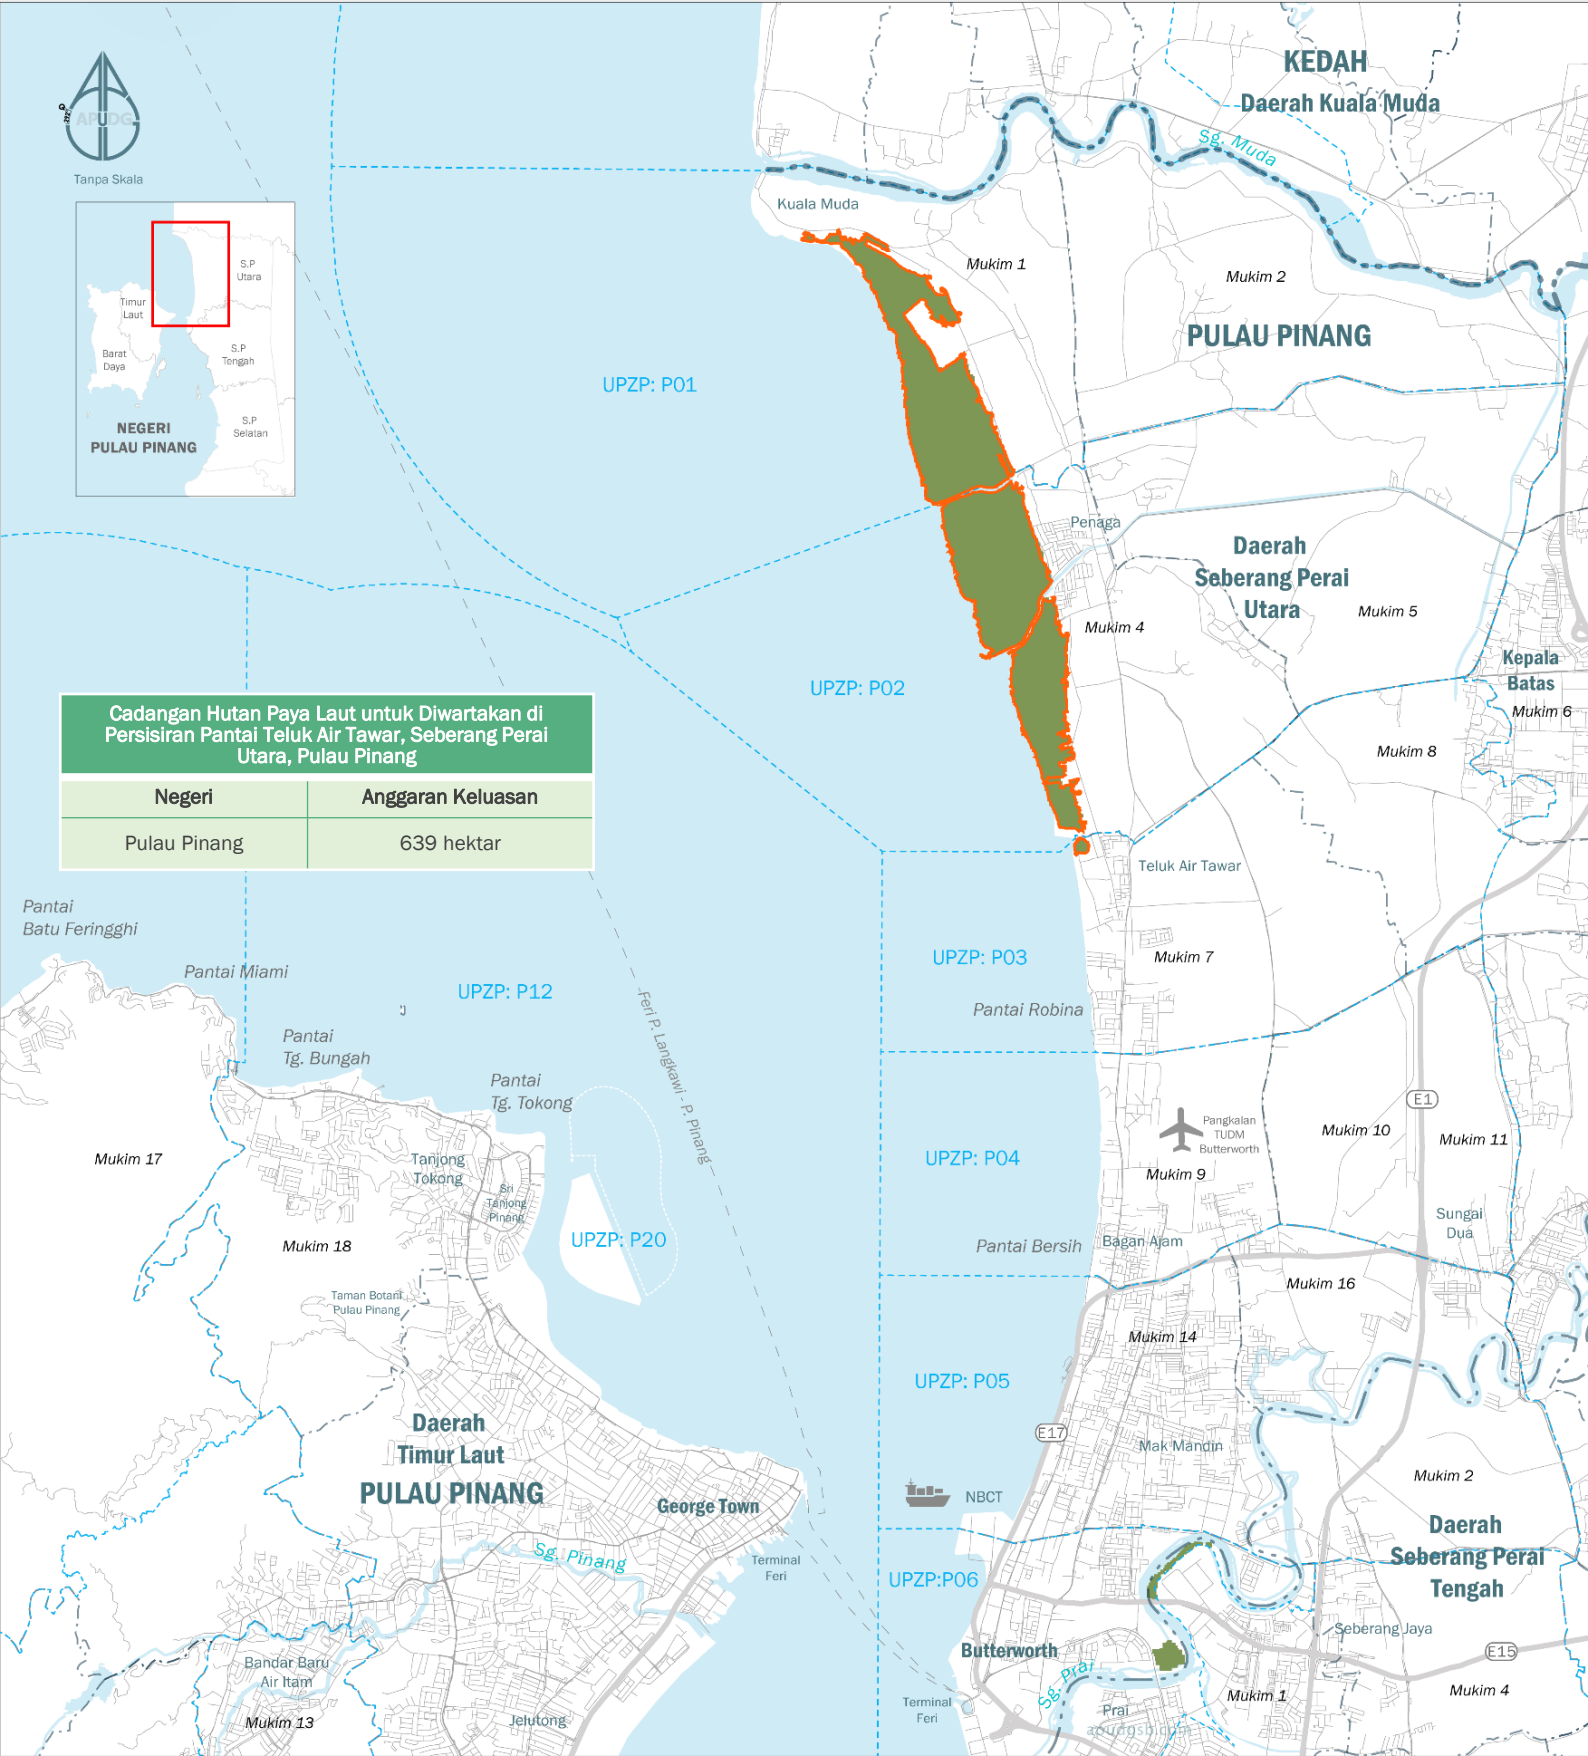 KEDAH
Daerah Kuala Muda
Sg. Muda
APUDG
Tanpa Skala
Kuala Muda
S.P
Utara
Timur
Laut
S.P
Tengah
Barat
Daya
S.P
Selatan
NEGERI
PULAU PINANG
Mukim 1
Mukim 2
PULAU PINANG
UPZP: P01
Penaga
Daerah
Seberang Perai
Utara
Mukim 5
Mukim 4
Kepala
Batas
UPZP: P02
Mukim 6
Mukim 8
Cadangan Hutan Paya Laut untuk Diwartakan di
Persisiran Pantai Teluk Air Tawar, Seberang Perai
Utara, Pulau Pinang
Negeri Anggaran Keluasan
Pulau Pinang 639 hektar
Teluk Air Tawar
Pantai
Batu Feringghi
Pantai Miami
UPZP: P12
UPZP: P03
Mukim 7
Pantai Robina
Feri P. Langkawi - P. Pinang
Pantai
Tg. Bungah
Pantai
Tg. Tokong
E1
Pangkalan
TUDM
Butterworth
Mukim 10
Mukim 11
Mukim 17
Tanjong
Tokong
UPZP: P04
Mukim 9
Sri
Tanjong
Pinang
Sungai
Dua
Mukim 18
UPZP: P20
Pantai Bersih
Bagan Ajam
Taman Botani
Pulau Pinang
Mukim 16
Mukim 14
UPZP: P05
Daerah
Timur Laut
PULAU PINANG
E17
Mak Mandin
Mukim 2
George Town
NBCT
Daerah
Seberang Perai
Tengah
Sg. Pinang
Terminal
Feri
UPZP:P06
Seberang Jaya
Butterworth
E15
Bandar Baru
Air Itam
Sg. Prai
Mukim 1
Mukim 4
Terminal
Feri
Prai
apudgsb.com
Jelutong
Mukim 13